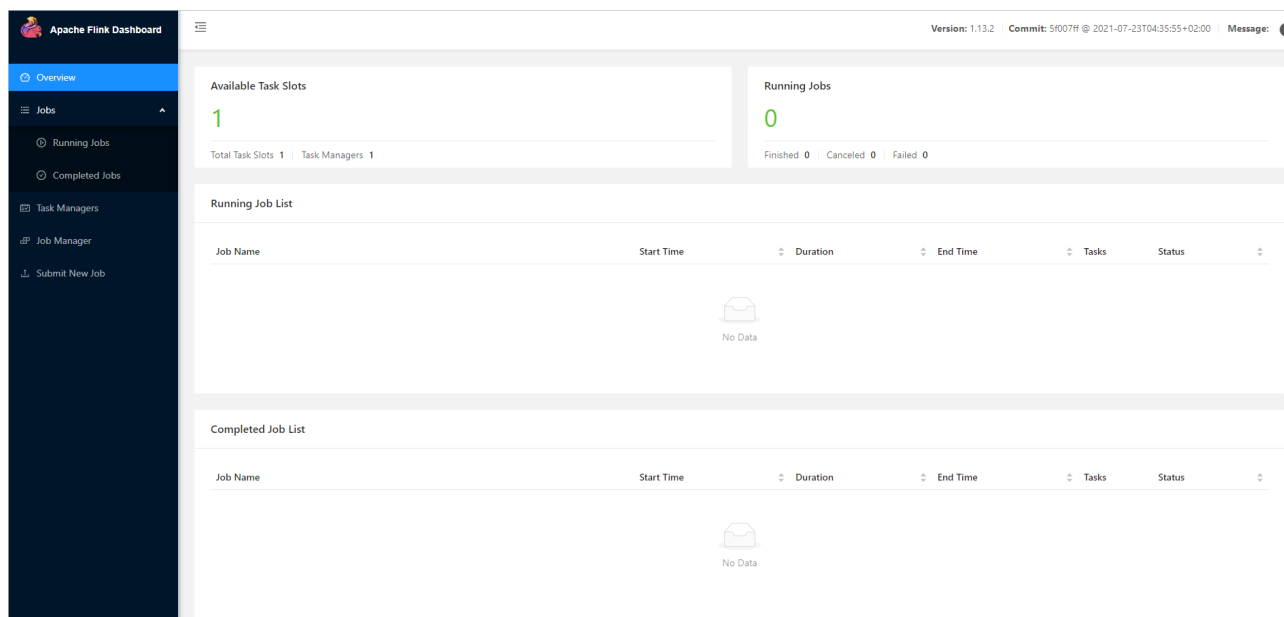 Apache Flink Dashboard
Version: 1.13.2 Commit: 5f007ff @ 2021-07-23T04:35:55+02:00 Message:
Overview
Jobs
Running Jobs
Completed Jobs
Task Managers
Job Manager
Submit New Job
Available Task Slots
1
Total Task Slots 1 Task Managers 1
Running Jobs
0
Finished 0 Canceled 0 Failed 0
Running Job List
Job Name Start Time Duration End Time Tasks Status
No Data
Completed Job List
Job Name Start Time Duration End Time Tasks Status
No Data